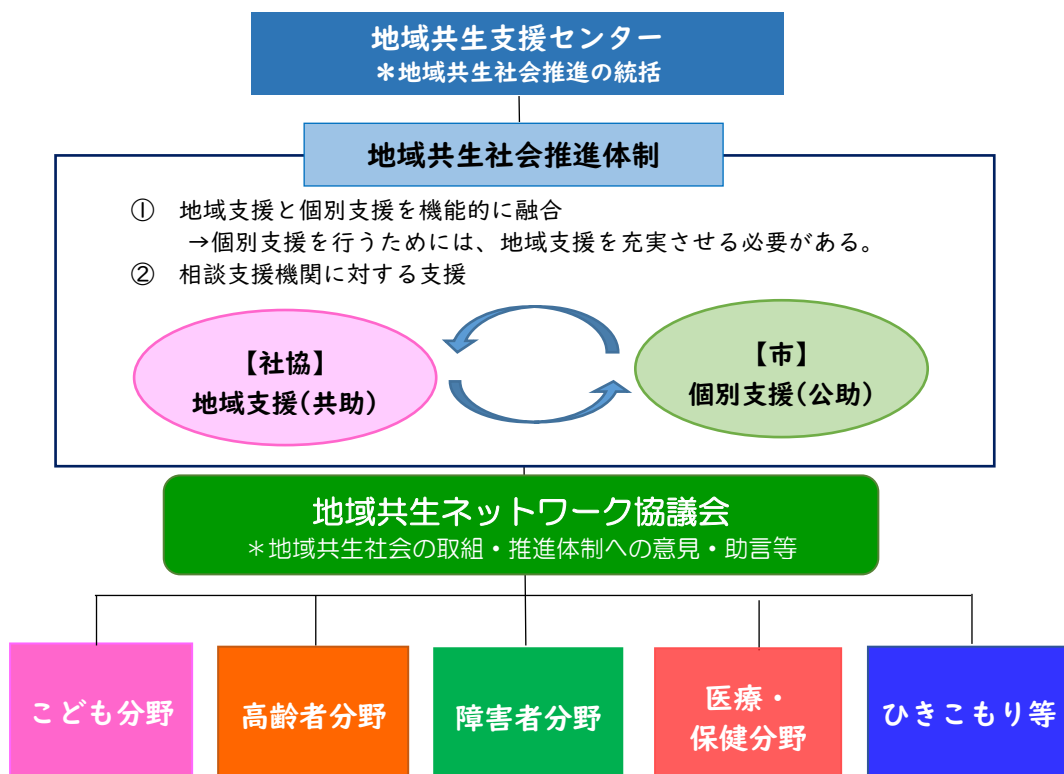 地域共生支援センター
＊地域共生社会推進の統括
地域共生社会推進体制
① 地域支援と個別支援を機能的に融合
→個別支援を行うためには、地域支援を充実させる必要がある。
② 相談支援機関に対する支援
【社協】
地域支援(共助)
【市】
個別支援(公助)
地域共生ネットワーク協議会
＊地域共生社会の取組・推進体制への意見・助言等
こども分野
高齢者分野
障害者分野
医療・
保健分野
ひきこもり等